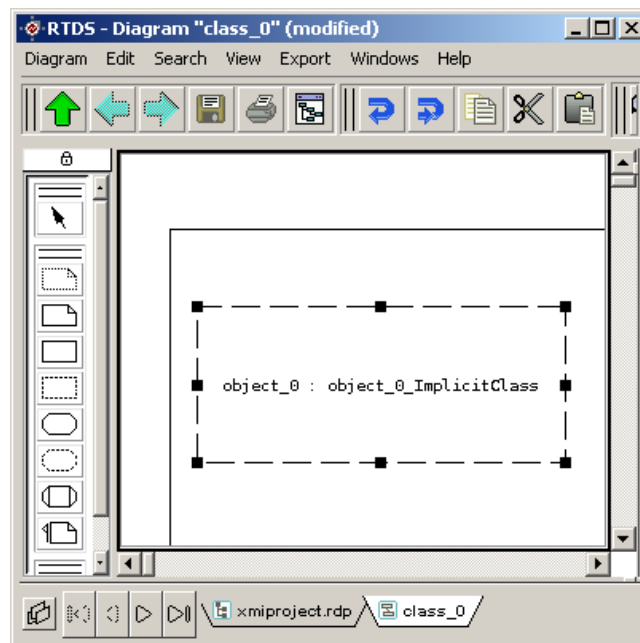 RTDS - Diagram "class_0" (modified)
Diagram Edit Search View Export Windows Help
object_0 : object_0_ImplicitClass
xmiproject.rdp class_0